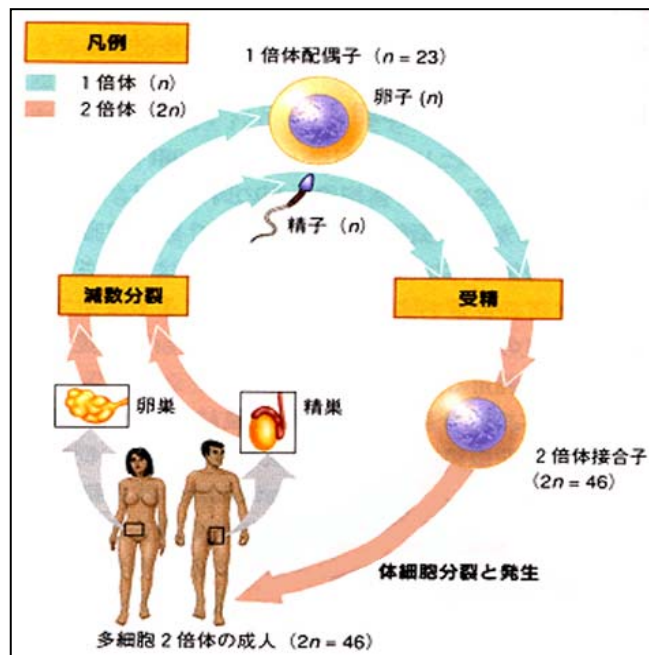 凡例
1倍体 (n)
2倍体 (2n)
1倍体配偶子 (n = 23)
卵子 (n)
精子 (n)
減数分裂
受精
卵巣
精巣
2倍体接合子
(2n = 46)
体細胞分裂と発生
多細胞2倍体の成人 (2n = 46)